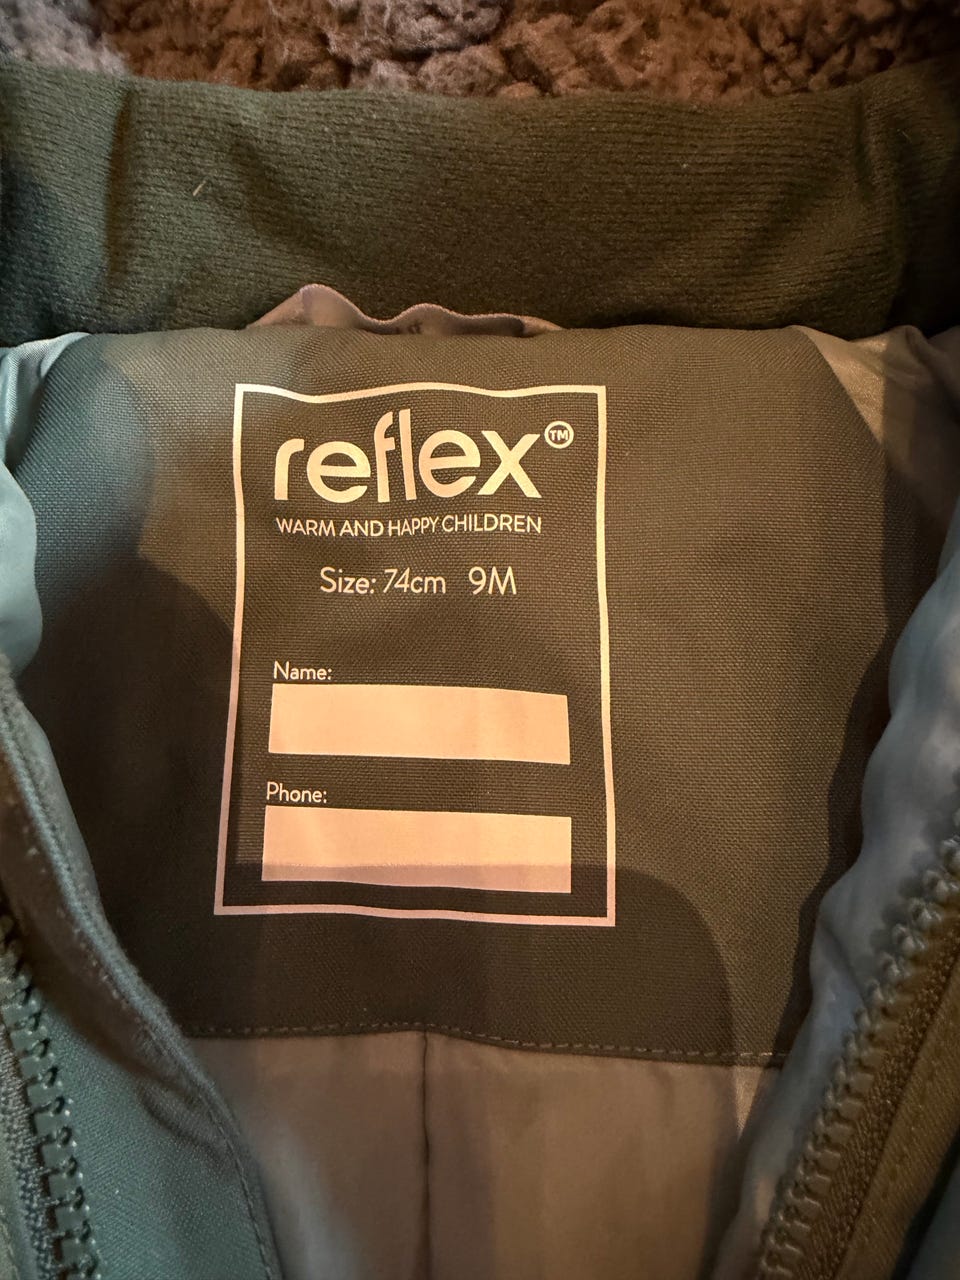 reflex™
WARM AND HAPPY CHILDREN
Size: 74cm 9M
Name:
Phone: